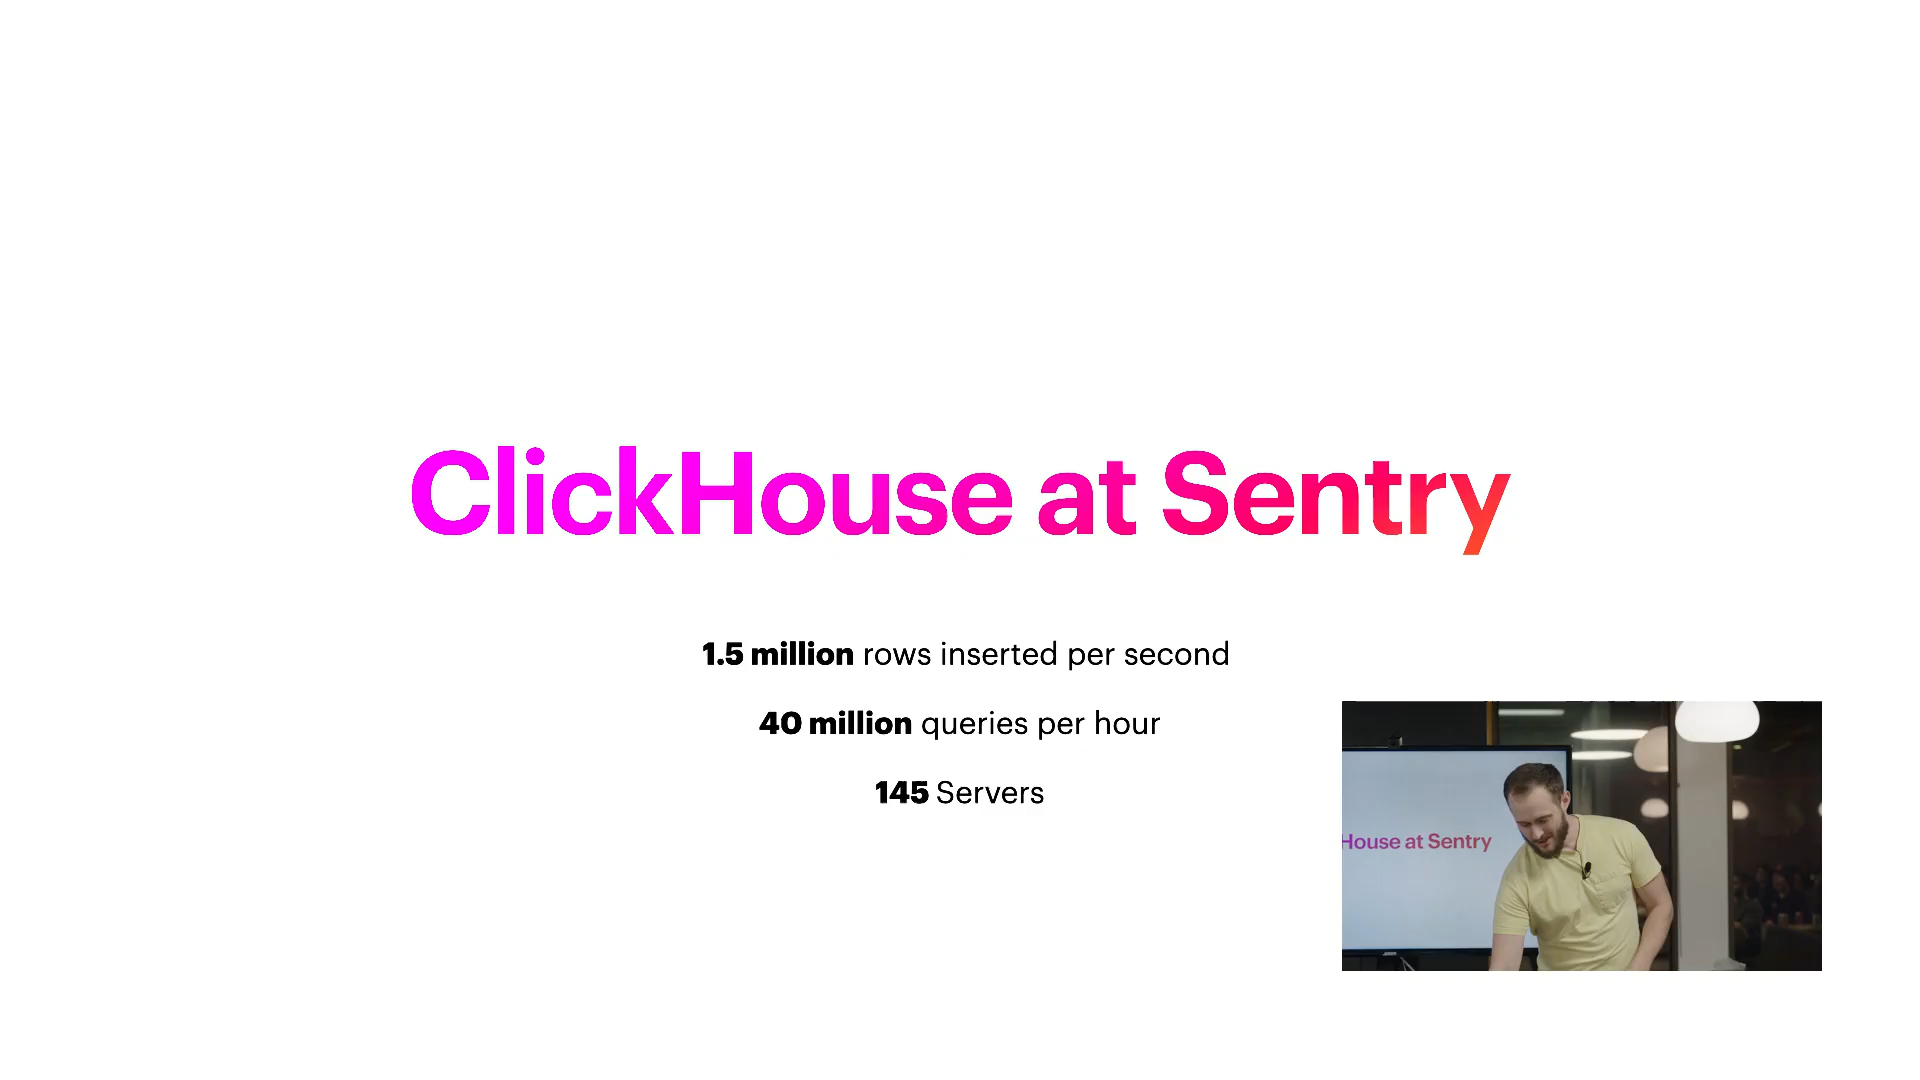 ClickHouse at Sentry
1.5 million rows inserted per second
40 million queries per hour
145 Servers
House at Sentry